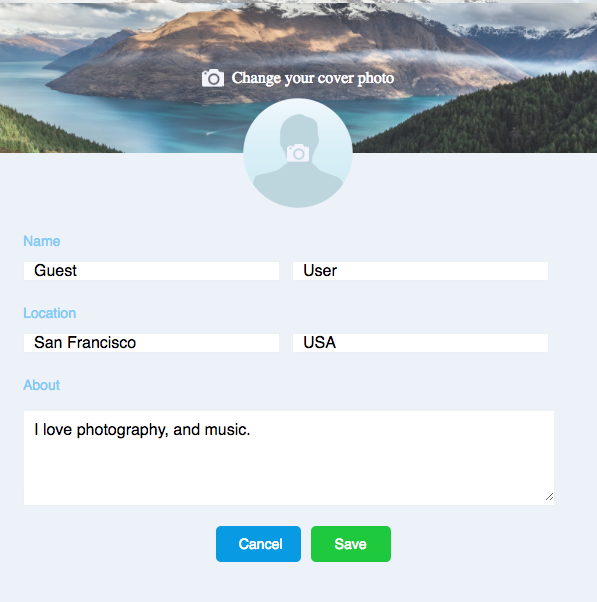 Change your cover photo
Name
Guest User
Location
San Francisco USA
About
I love photography, and music.
Cancel Save